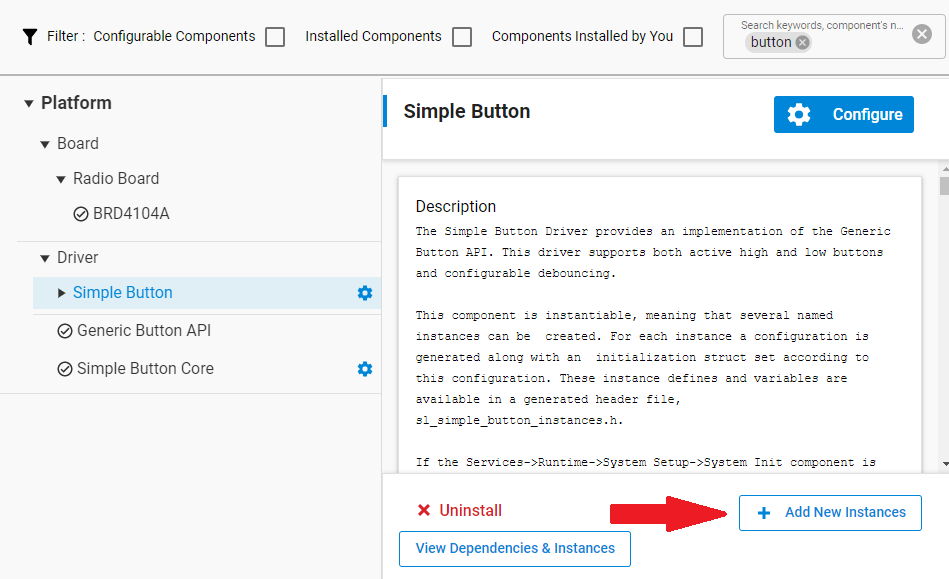 Filter : Configurable Components Installed Components Components Installed by You
Search keywords, component's n...
button
Platform
Board
Radio Board
BRD4104A
Driver
Simple Button
Generic Button API
Simple Button Core
Simple Button
Configure
Description
The Simple Button Driver provides an implementation of the Generic
Button API. This driver supports both active high and low buttons
and configurable debouncing.
This component is instantiable, meaning that several named
instances can be  created. For each instance a configuration is
generated along with an  initialization struct set according to
this configuration. These instance defines and variables are
available in a generated header file,
sl_simple_button_instances.h.
If the Services->Runtime->System Setup->System Init component is
Uninstall
Add New Instances
View Dependencies & Instances